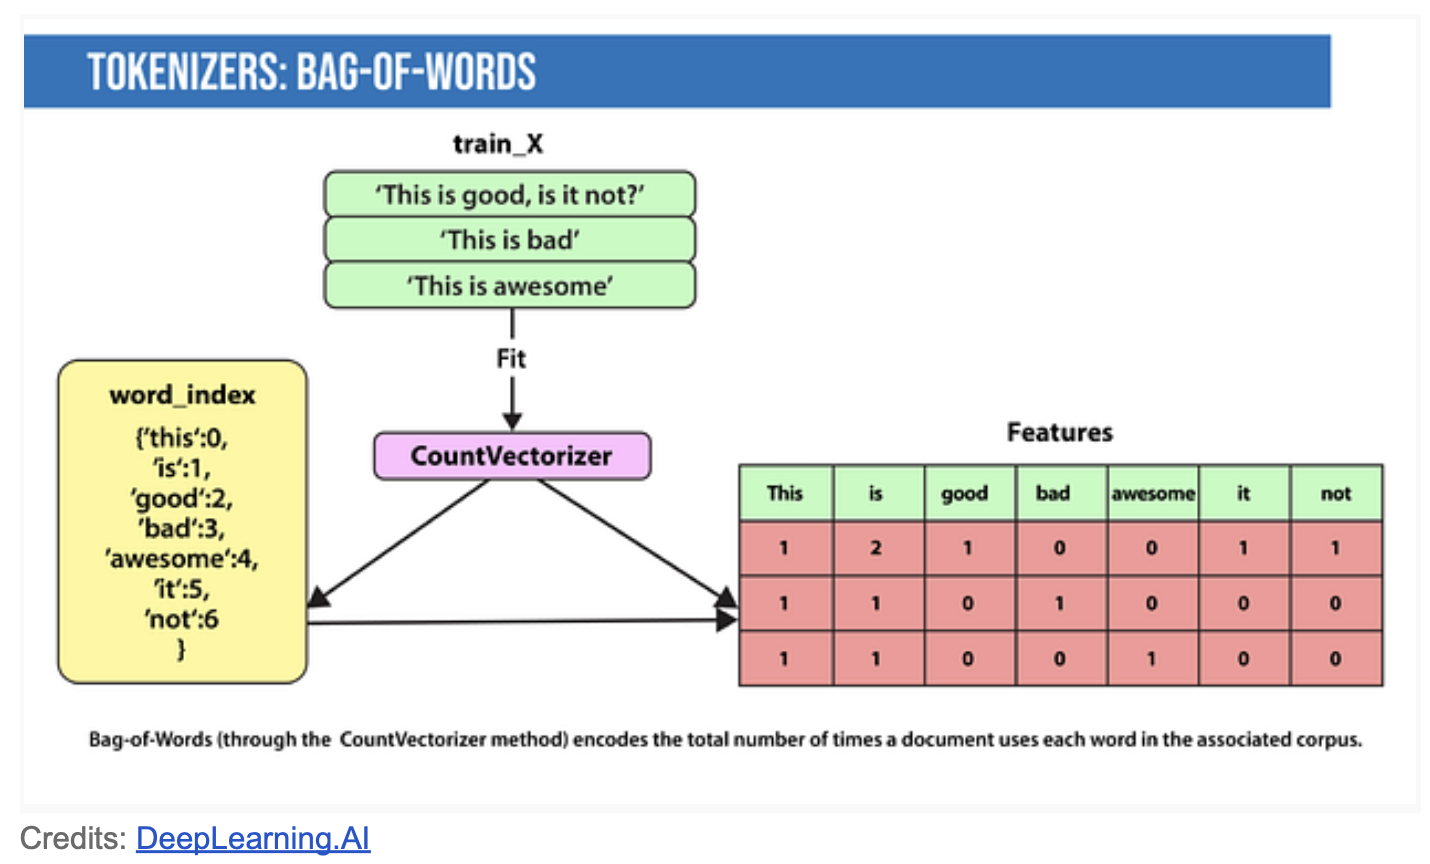 TOKENIZERS: BAG-OF-WORDS
train_X
‘This is good, is it not?’
‘This is bad’
‘This is awesome’
Fit
word_index
{‘this‘:0,
‘is‘:1,
‘good‘:2,
‘bad‘:3,
‘awesome‘:4,
‘it‘:5,
‘not‘:6
}
CountVectorizer
Features
This is good bad awesome it not
1 2 1 0 0 1 1
1 1 0 1 0 0 0
1 1 0 0 1 0 0
Bag-of-Words (through the CountVectorizer method) encodes the total number of times a document uses each word in the associated corpus.
Credits: DeepLearning.AI